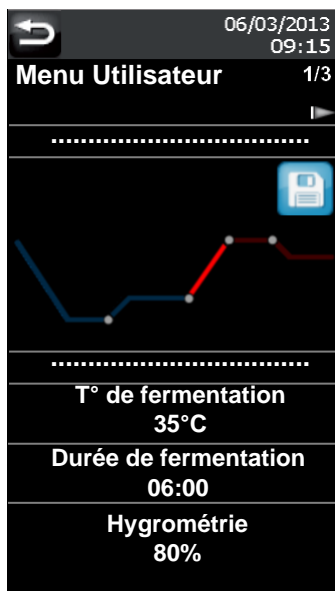 06/03/2013
09:15
Menu Utilisateur 1/3
..................................
..................................
T° de fermentation
35°C
Durée de fermentation
06:00
Hygrométrie
80%